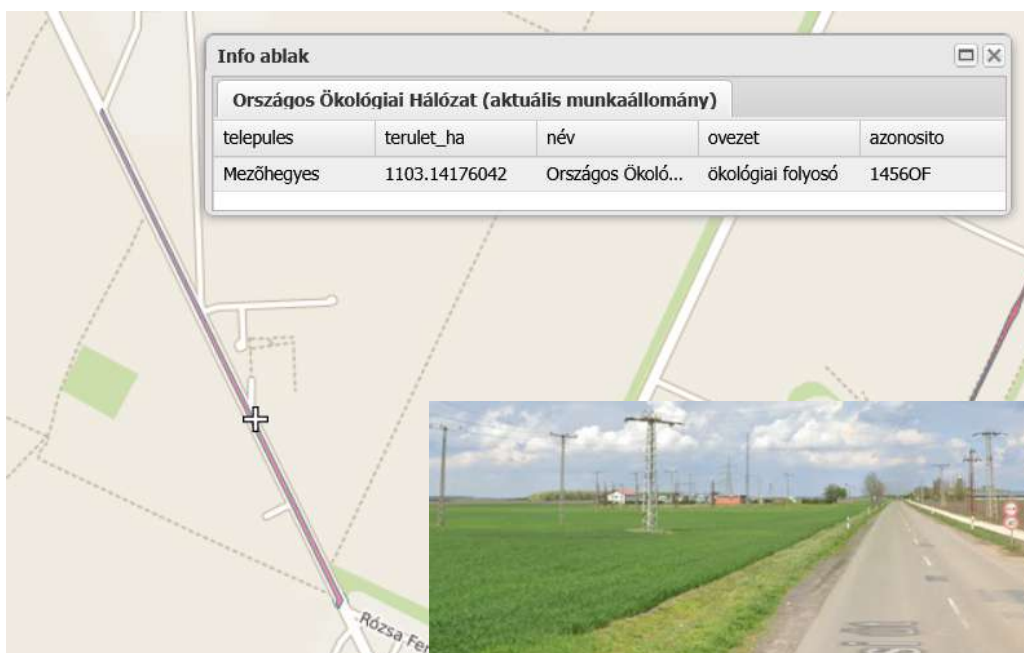 Info ablak
Országos Ökológiai Hálózat (aktuális munkaállomány)
telepules terulet_ha név ovezet azonosito
Mezõhegyes 1103.14176042 Országos Ökoló... ökológiai folyosó 1456OF
Rózsa Fer